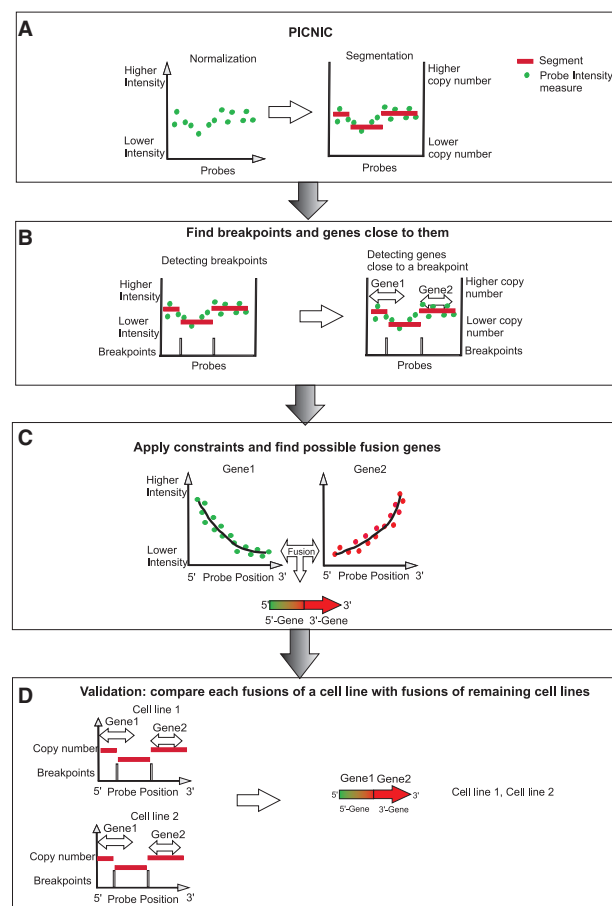 A
PICNIC
Normalization
Segmentation
Higher
Intensity
Lower
Intensity
Probes
Higher
copy number
Lower
copy number
Probes
Segment
Probe Intensity
measure
B
Find breakpoints and genes close to them
Detecting breakpoints
Higher
Intensity
Lower
Intensity
Breakpoints
Probes
Detecting genes
close to a breakpoint
Gene1
Gene2
Higher copy
number
Lower copy
number
Breakpoints
Probes
C
Apply constraints and find possible fusion genes
Gene1
Gene2
Higher
Intensity
Lower
Intensity
5' Probe Position 3'
Fusion
5' Probe Position 3'
5' 3'
5'-Gene 3'-Gene
D
Validation: compare each fusions of a cell line with fusions of remaining cell lines
Cell line 1
Gene1
Gene2
Copy number
Breakpoints
5' Probe Position 3'
Cell line 2
Gene1
Gene2
Copy number
Breakpoints
5' Probe Position 3'
Gene1 Gene2
5' 3'
5'-Gene 3'-Gene
Cell line 1, Cell line 2